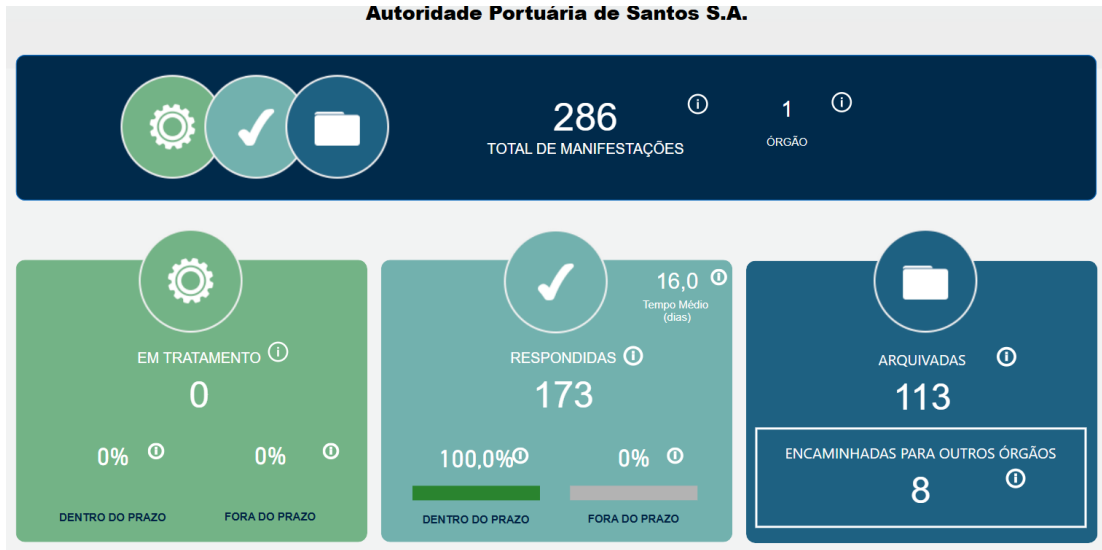 Autoridade Portuária de Santos S.A.
286
TOTAL DE MANIFESTAÇÕES
1
ÓRGÃO
EM TRATAMENTO
0
0%
0%
DENTRO DO PRAZO
FORA DO PRAZO
16,0
Tempo Médio
(dias)
RESPONDIDAS
173
100,0%
0%
DENTRO DO PRAZO
FORA DO PRAZO
ARQUIVADAS
113
ENCAMINHADAS PARA OUTROS ÓRGÃOS
8